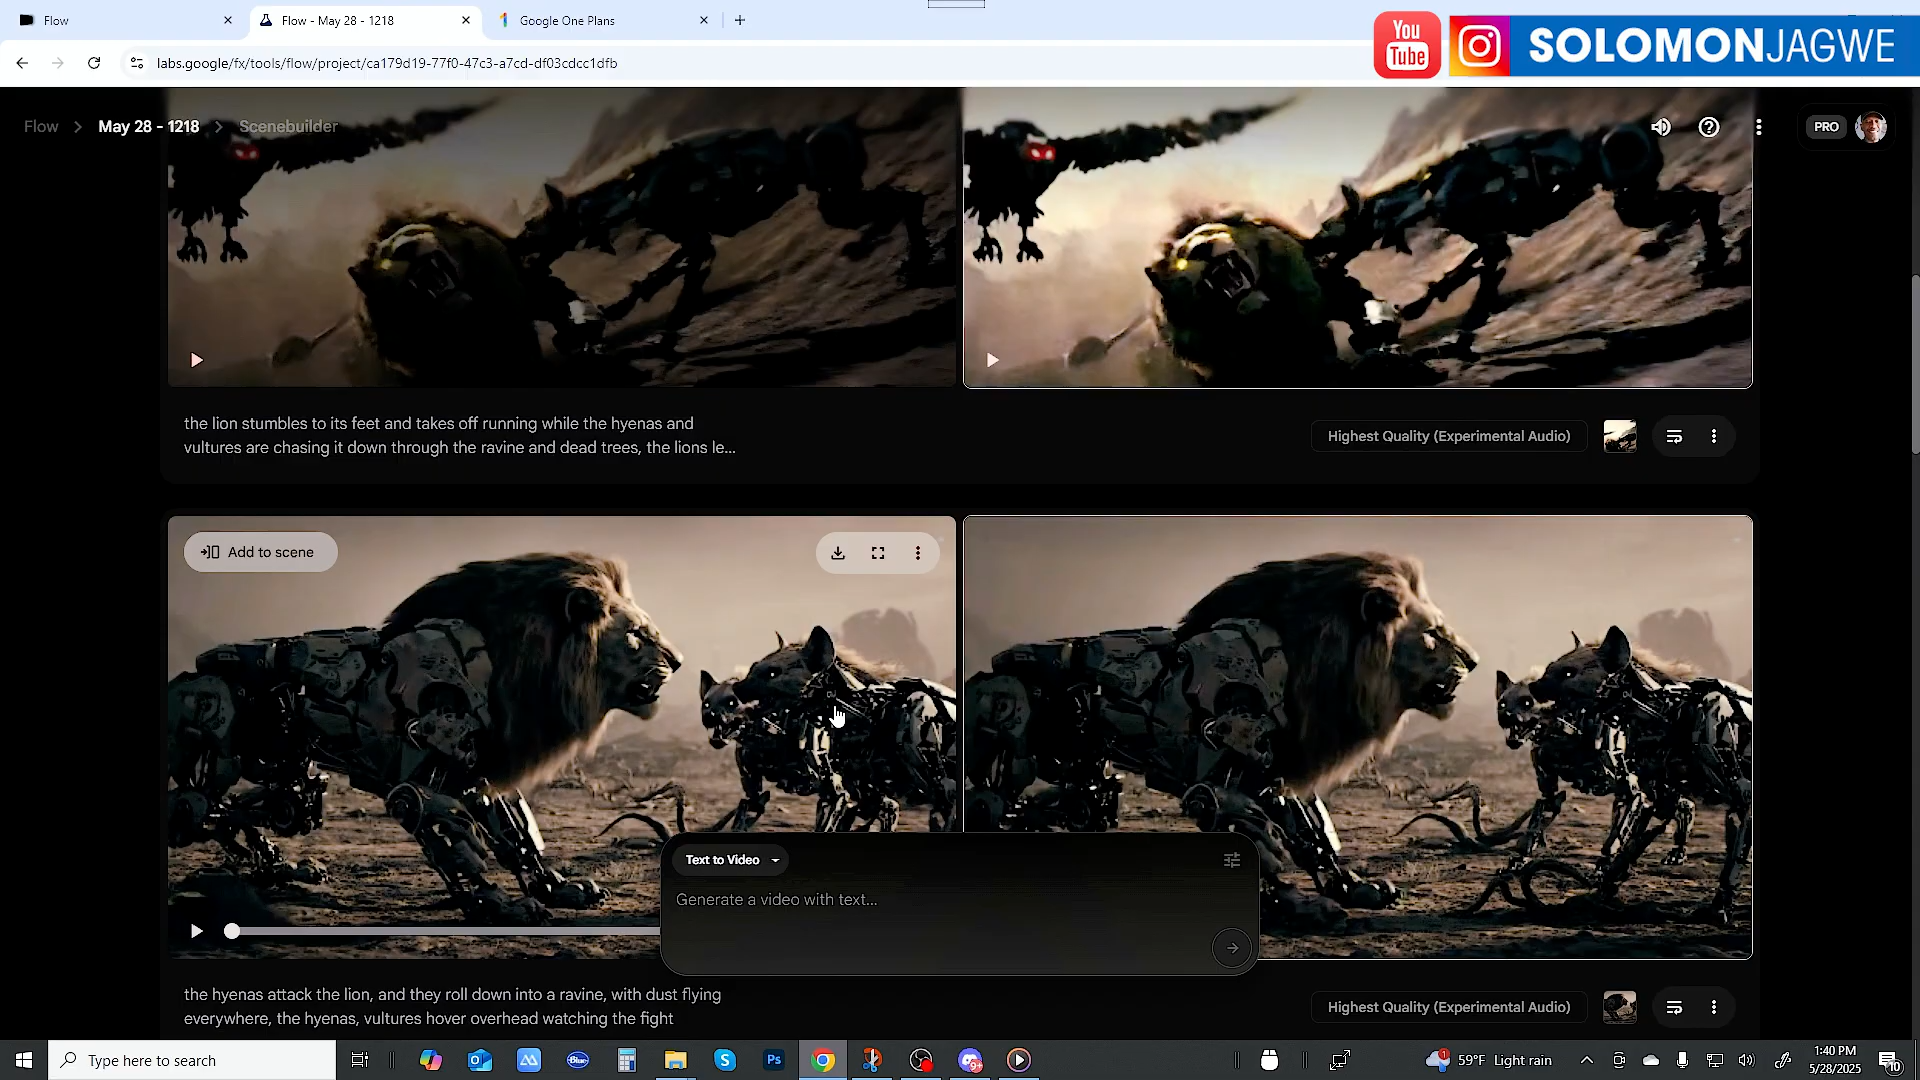 Flow
Flow - May 28 - 1218
Google One Plans
You
Tube
SOLOMONJAGWE
labs.google/fx/tools/flow/project/ca179d19-77f0-47c3-a7cd-df03cdcc1dfb
Flow
May 28 - 1218
Scenebuilder
PRO
the lion stumbles to its feet and takes off running while the hyenas and
vultures are chasing it down through the ravine and dead trees, the lions le...
Highest Quality (Experimental Audio)
Add to scene
Text to Video
Generate a video with text...
the hyenas attack the lion, and they roll down into a ravine, with dust flying
everywhere, the hyenas, vultures hover overhead watching the fight
Highest Quality (Experimental Audio)
Type here to search
Blue
Ps
9+
1
59°F Light rain
1:40 PM
5/28/2025
10